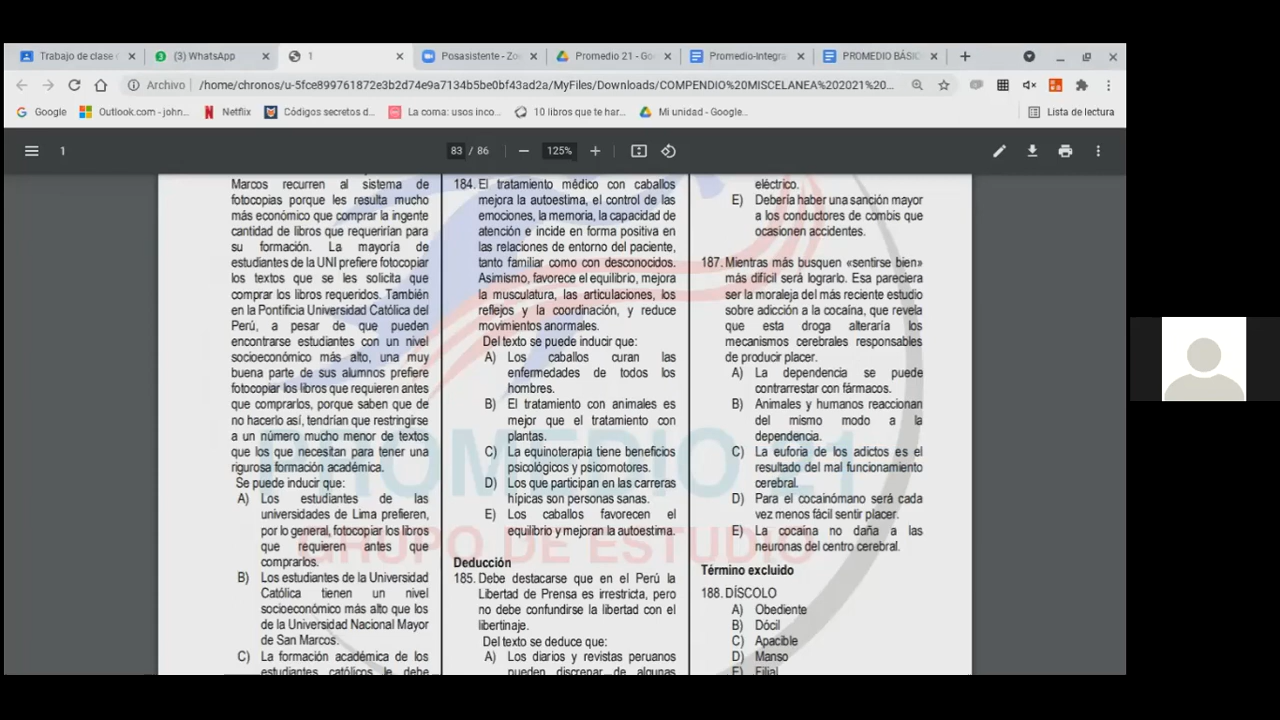 Trabajo de clase
(3) WhatsApp
1
Posasistente - Zo
Promedio 21 - Go
Promedio-Integra
PROMEDIO BÁSIC
Archivo
/home/chronos/u-5fce899761872e3b2d74e9a7134b5be0bf43ad2a/MyFiles/Downloads/COMPENDIO%20MISCELANEA%202021%20...
Google
Outlook.com - john...
Netflix
Códigos secretos d...
La coma: usos inco...
10 libros que te har...
Mi unidad - Google...
Lista de lectura
1
83 / 86
125%
Marcos recurren al sistema de
fotocopias porque les resulta mucho
más económico que comprar la ingente
cantidad de libros que requerirían para
su formación. La mayoría de
estudiantes de la UNI prefiere fotocopiar
los textos que se les solicita que
comprar los libros requeridos. También
en la Pontificia Universidad Católica del
Perú, a pesar de que pueden
encontrarse estudiantes con un nivel
socioeconómico más alto, una muy
buena parte de sus alumnos prefiere
fotocopiar los libros que requieren antes
que comprarlos, porque saben que de
no hacerlo así, tendrían que restringirse
a un número mucho menor de textos
que los que necesitan para tener una
rigurosa formación académica.
Se puede inducir que:
A) Los estudiantes de las
universidades de Lima prefieren,
por lo general, fotocopiar los libros
que requieren antes que
comprarlos.
B) Los estudiantes de la Universidad
Católica tienen un nivel
socioeconómico más alto que los
de la Universidad Nacional Mayor
de San Marcos.
C) La formación académica de los
estudiantes católicos le debe
184. El tratamiento médico con caballos
mejora la autoestima, el control de las
emociones, la memoria, la capacidad de
atención e incide en forma positiva en
las relaciones de entorno del paciente,
tanto familiar como con desconocidos.
Asimismo, favorece el equilibrio, mejora
la musculatura, las articulaciones, los
reflejos y la coordinación, y reduce
movimientos anormales.
Del texto se puede inducir que:
A) Los caballos curan las
enfermedades de todos los
hombres.
B) El tratamiento con animales es
mejor que el tratamiento con
plantas.
C) La equinoterapia tiene beneficios
psicológicos y psicomotores.
D) Los que participan en las carreras
hípicas son personas sanas.
E) Los caballos favorecen el
equilibrio y mejoran la autoestima.
Deducción
185. Debe destacarse que en el Perú la
Libertad de Prensa es irrestricta, pero
no debe confundirse la libertad con el
libertinaje.
Del texto se deduce que:
A) Los diarios y revistas peruanos
pueden discrepar de algunas
eléctrico.
E) Debería haber una sanción mayor
a los conductores de combis que
ocasionen accidentes.
187. Mientras más busquen «sentirse bien»
más difícil será lograrlo. Esa pareciera
ser la moraleja del más reciente estudio
sobre adicción a la cocaína, que revela
que esta droga alteraría los
mecanismos cerebrales responsables
de producir placer.
A) La dependencia se puede
contrarrestar con fármacos.
B) Animales y humanos reaccionan
del mismo modo a la
dependencia.
C) La euforia de los adictos es el
resultado del mal funcionamiento
cerebral.
D) Para el cocainómano será cada
vez menos fácil sentir placer.
E) La cocaína no daña a las
neuronas del centro cerebral.
Término excluido
188. DÍSCOLO
A) Obediente
B) Dócil
C) Apacible
D) Manso
E) Filial
PROMEDIO 21
GRUPO DE ESTUDIO